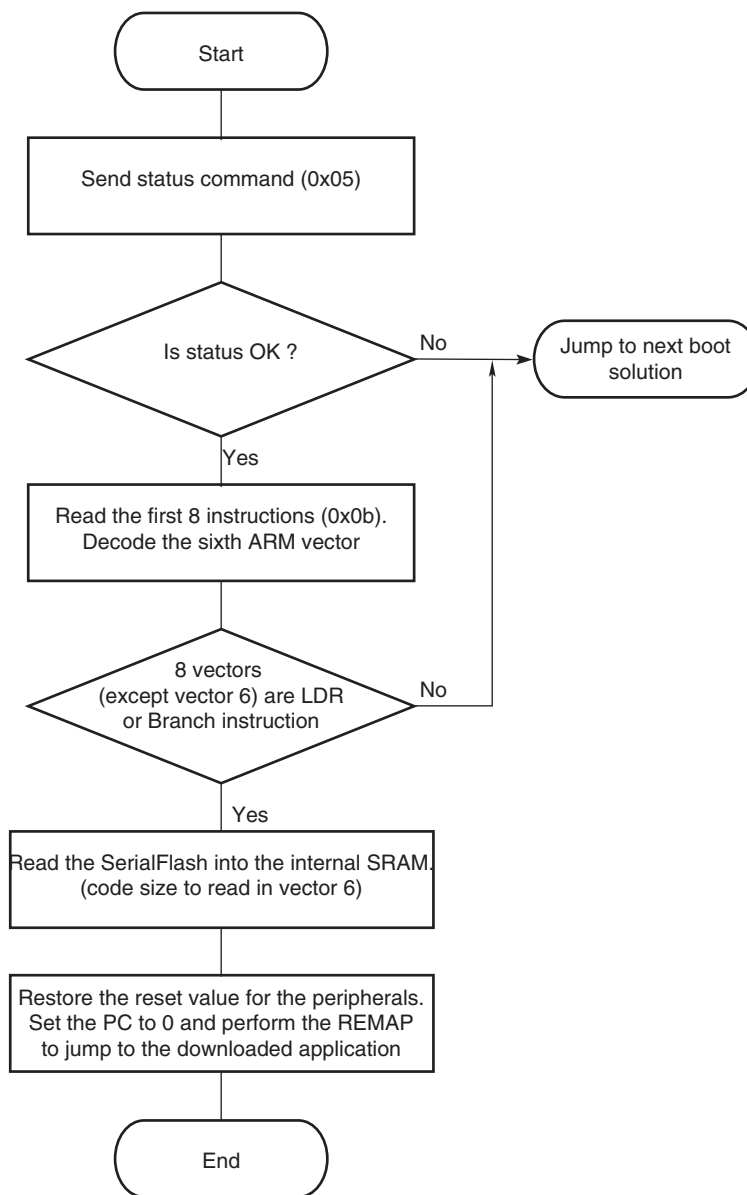 Start
Send status command (0x05)
Is status OK ?
No
Jump to next boot
solution
Yes
Read the first 8 instructions (0x0b).
Decode the sixth ARM vector
8 vectors
(except vector 6) are LDR
or Branch instruction
No
Yes
Read the SerialFlash into the internal SRAM.
(code size to read in vector 6)
Restore the reset value for the peripherals.
Set the PC to 0 and perform the REMAP
to jump to the downloaded application
End